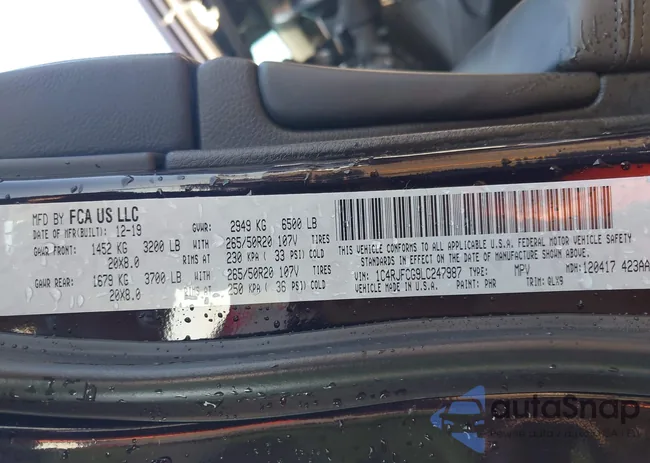 MFD BY FCA US LLC
DATE OF MFR(BUILT): 12-19 GVWR: 2949 KG 6500 LB
GAWR FRONT: 1452 KG 3200 LB WITH 265/50R20 107V TIRES
20X8.0 RIMS AT 230 KPA ( 33 PSI) COLD
GAWR REAR: 1679 KG 3700 LB WITH 265/50R20 107V TIRES
20X8.0 RIMS AT 250 KPA ( 36 PSI) COLD
THIS VEHICLE CONFORMS TO ALL APPLICABLE U.S.A. FEDERAL MOTOR VEHICLE SAFETY
STANDARDS IN EFFECT ON THE DATE OF MANUFACTURE SHOWN ABOVE.
VIN: 1C4RJFCG9LC247987 TYPE: MPV MDH: 120417 423AA
VEHICLE MADE IN U.S.A. PAINT: PXR TRIM: QLX9
autoSnap